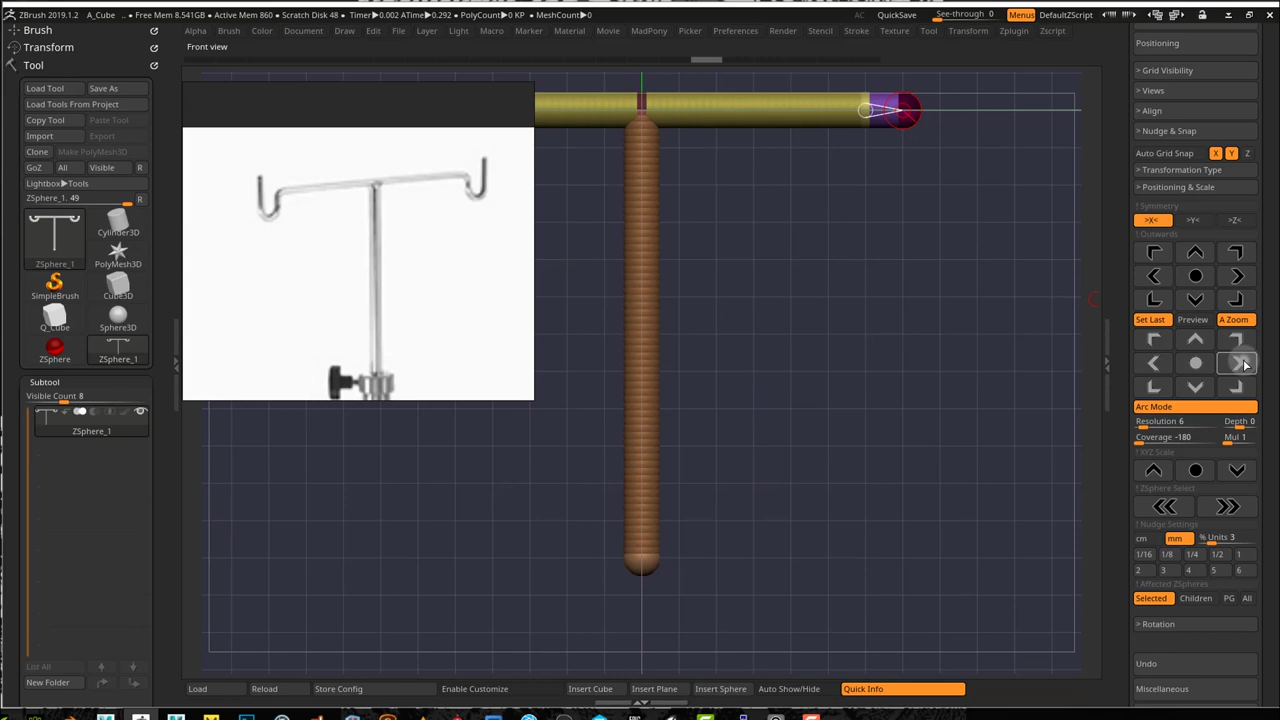 ZBrush 2019.1.2 A_Cube .. • Free Mem 8.541GB • Active Mem 860 • Scratch Disk 48 • Timer▶0.002 ATime▶0.292 • PolyCount▶0 KP • MeshCount▶0 AC QuickSave See-through 0 Menus DefaultZScript
Brush
Alpha Brush Color Document Draw Edit File Layer Light Macro Marker Material Movie MadPony Picker Preferences Render Stencil Stroke Texture Tool Transform Zplugin Zscript
Transform
Front view
Tool
Load Tool Save As
Load Tools From Project
Copy Tool Paste Tool
Import Export
Clone Make PolyMesh3D
GoZ All Visible R
Lightbox▶Tools
ZSphere_1. 49 R
Cylinder3D
ZSphere_1 PolyMesh3D
SimpleBrush Cube3D
Q_Cube Sphere3D
ZSphere ZSphere_1
Subtool
Visible Count 8
ZSphere_1
List All
New Folder
Positioning
> Grid Visibility
> Views
> Align
> Nudge & Snap
Auto Grid Snap X Y Z
> Transformation Type
> Positioning & Scale
! Symmetry
>X< >Y< >Z<
! Outwards
Set Last Preview A Zoom
Arc Mode
Resolution 6 Depth 0
Coverage -180 Mul 1
! XYZ Scale
! ZSphere Select
! Nudge Settings
cm mm % Units 3
1/16 1/8 1/4 1/2 1
2 3 4 5 6
! Affected ZSpheres
Selected Children PG All
> Rotation
Undo
Miscellaneous
Load Reload Store Config Enable Customize Insert Cube Insert Plane Insert Sphere Auto Show/Hide Quick Info